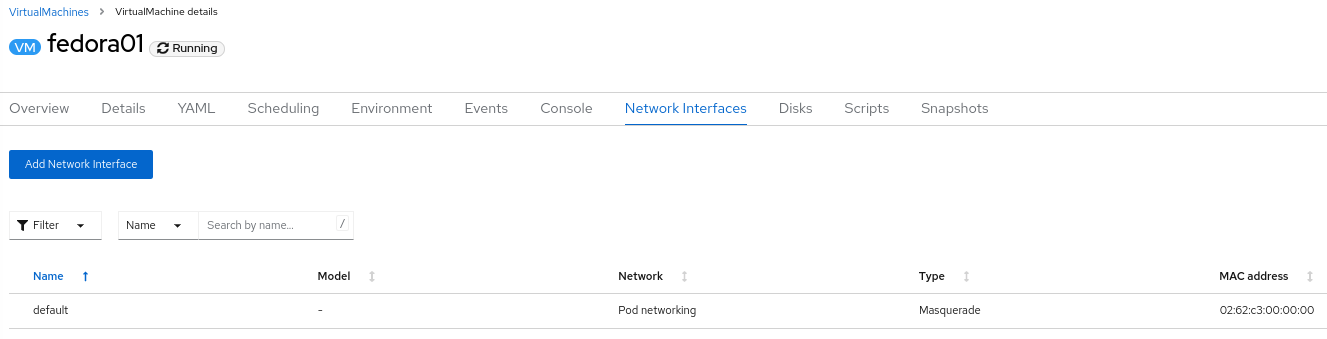 VirtualMachines > VirtualMachine details
VM fedora01 Running
Overview Details YAML Scheduling Environment Events Console Network Interfaces Disks Scripts Snapshots
Add Network Interface
Filter Name Search by name... /
Name Model Network Type MAC address
default - Pod networking Masquerade 02:62:c3:00:00:00